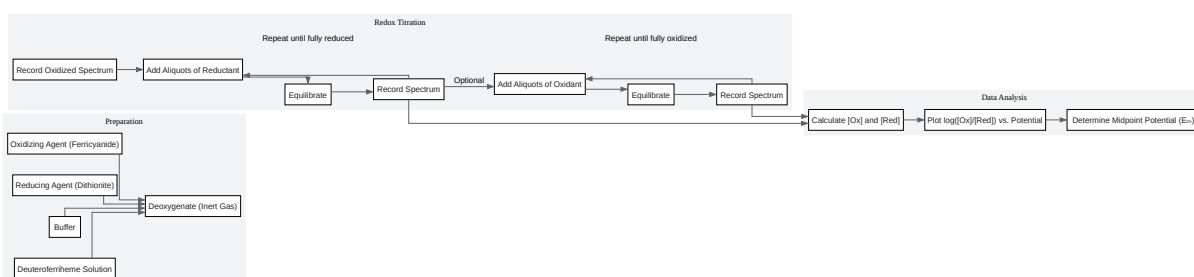 Redox Titration
Repeat until fully reduced
Repeat until fully oxidized
Record Oxidized Spectrum
Add Aliquots of Reductant
Equilibrate
Record Spectrum
Optional
Add Aliquots of Oxidant
Equilibrate
Record Spectrum
Data Analysis
Calculate [Ox] and [Red]
Plot log([Ox]/[Red]) vs. Potential
Determine Midpoint Potential (Eₘ)
Preparation
Oxidizing Agent (Ferricyanide)
Reducing Agent (Dithionite)
Deoxygenate (Inert Gas)
Buffer
Deuteroferriheme Solution